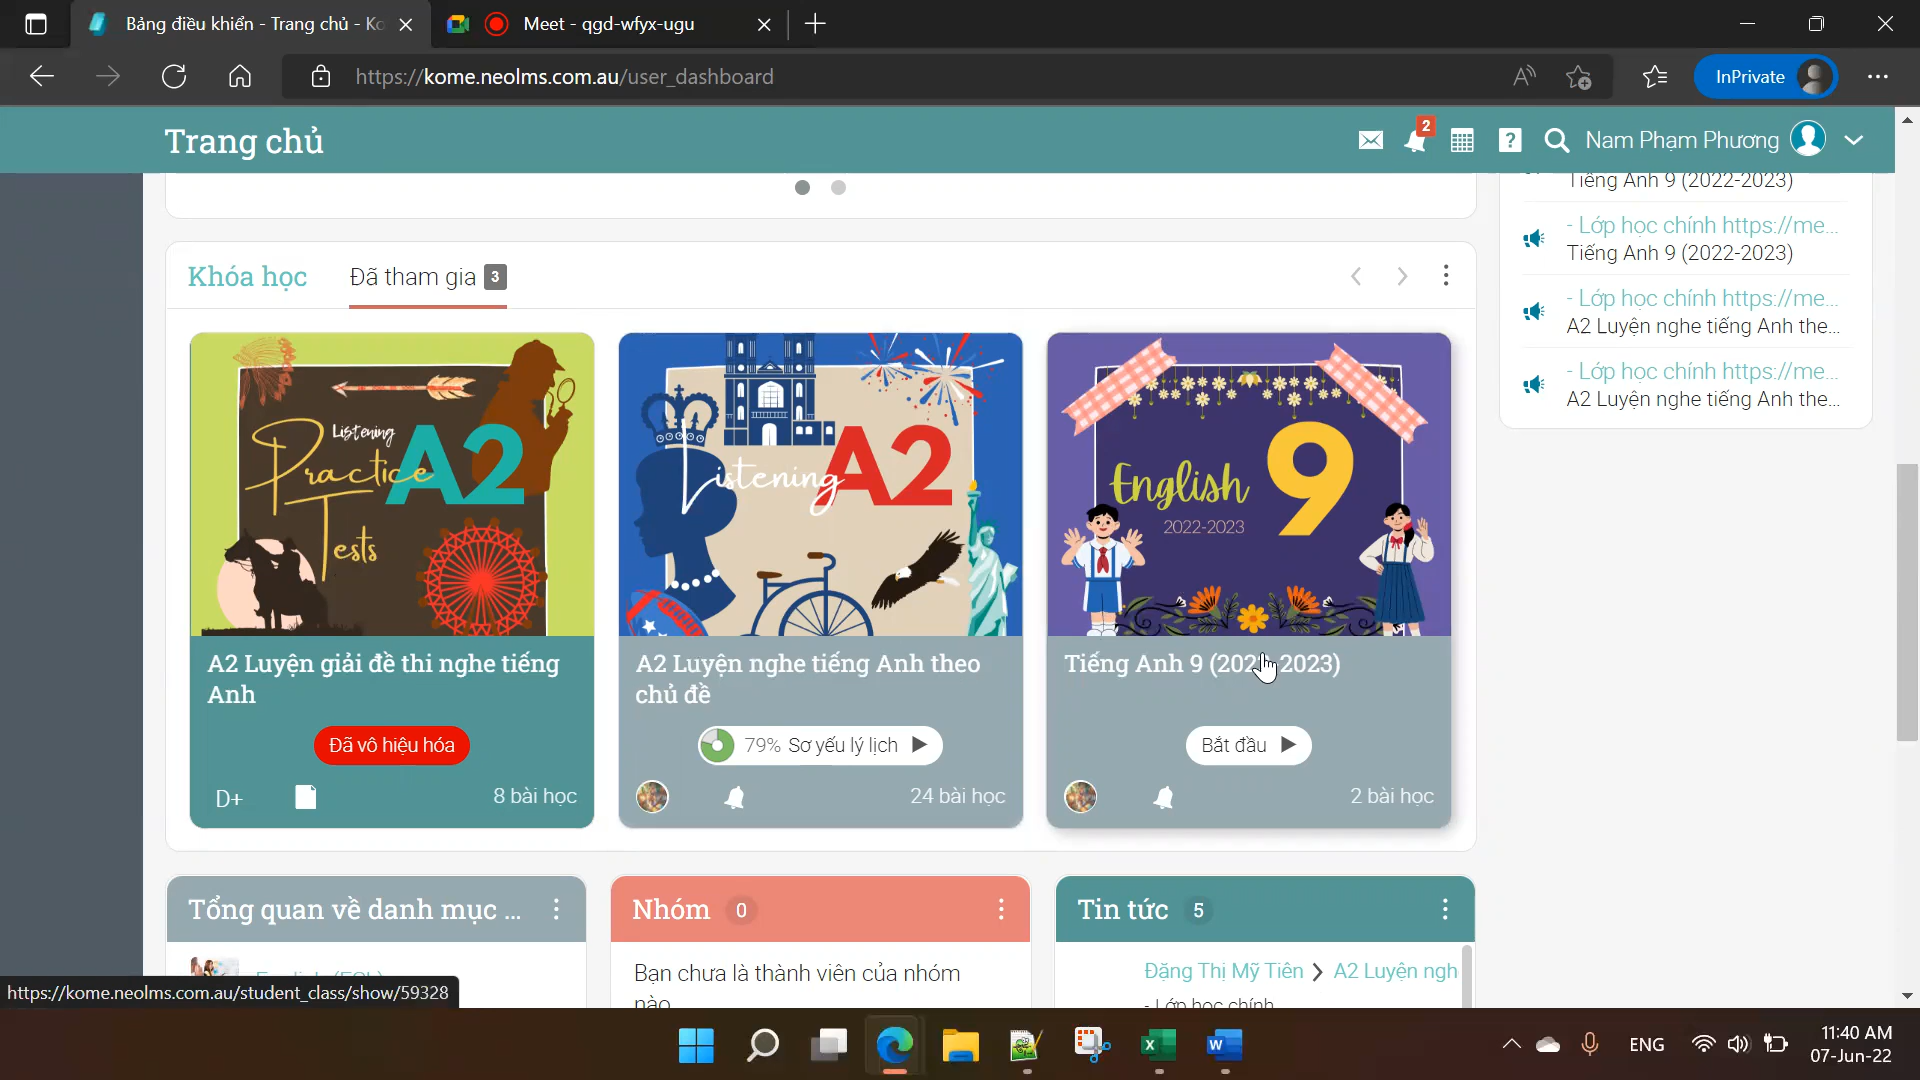 Bảng điều khiển - Trang chủ - Ko
Meet - qgd-wfyx-ugu
https://kome.neolms.com.au/user_dashboard
InPrivate
Trang chủ
2
Nam Phạm Phương
Tiếng Anh 9 (2022-2023)
- Lớp học chính https://me...
Tiếng Anh 9 (2022-2023)
- Lớp học chính https://me...
A2 Luyện nghe tiếng Anh the...
- Lớp học chính https://me...
A2 Luyện nghe tiếng Anh the...
Khóa học
Đã tham gia 3
Listening
Practice A2
Tests
Listening A2
English 9
2022-2023
A2 Luyện giải đề thi nghe tiếng
Anh
Đã vô hiệu hóa
D+
8 bài học
A2 Luyện nghe tiếng Anh theo
chủ đề
79% Sơ yếu lý lịch
24 bài học
Tiếng Anh 9 (202 2023)
Bắt đầu
2 bài học
Tổng quan về danh mục ...
Nhóm 0
Bạn chưa là thành viên của nhóm
nào
Tin tức 5
Đặng Thị Mỹ Tiên > A2 Luyện ngh
- Lớp học chính
https://kome.neolms.com.au/student_class/show/59328
ENG
11:40 AM
07-Jun-22